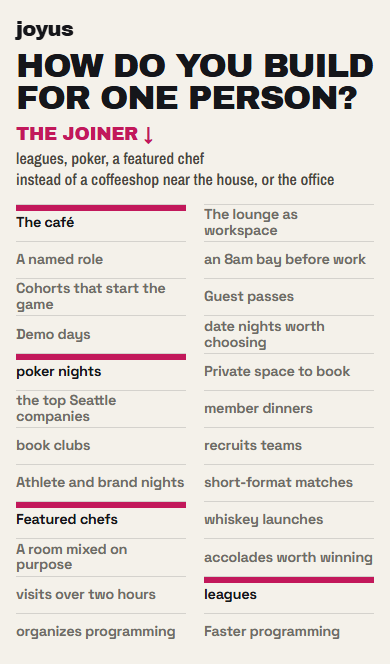 joyus
HOW DO YOU BUILD
FOR ONE PERSON?
THE JOINER ↓
leagues, poker, a featured chef
instead of a coffeeshop near the house, or the office
The café
A named role
Cohorts that start the
game
Demo days
poker nights
the top Seattle
companies
book clubs
Athlete and brand nights
Featured chefs
A room mixed on
purpose
visits over two hours
organizes programming
The lounge as
workspace
an 8am bay before work
Guest passes
date nights worth
choosing
Private space to book
member dinners
recruits teams
short-format matches
whiskey launches
accolades worth winning
leagues
Faster programming